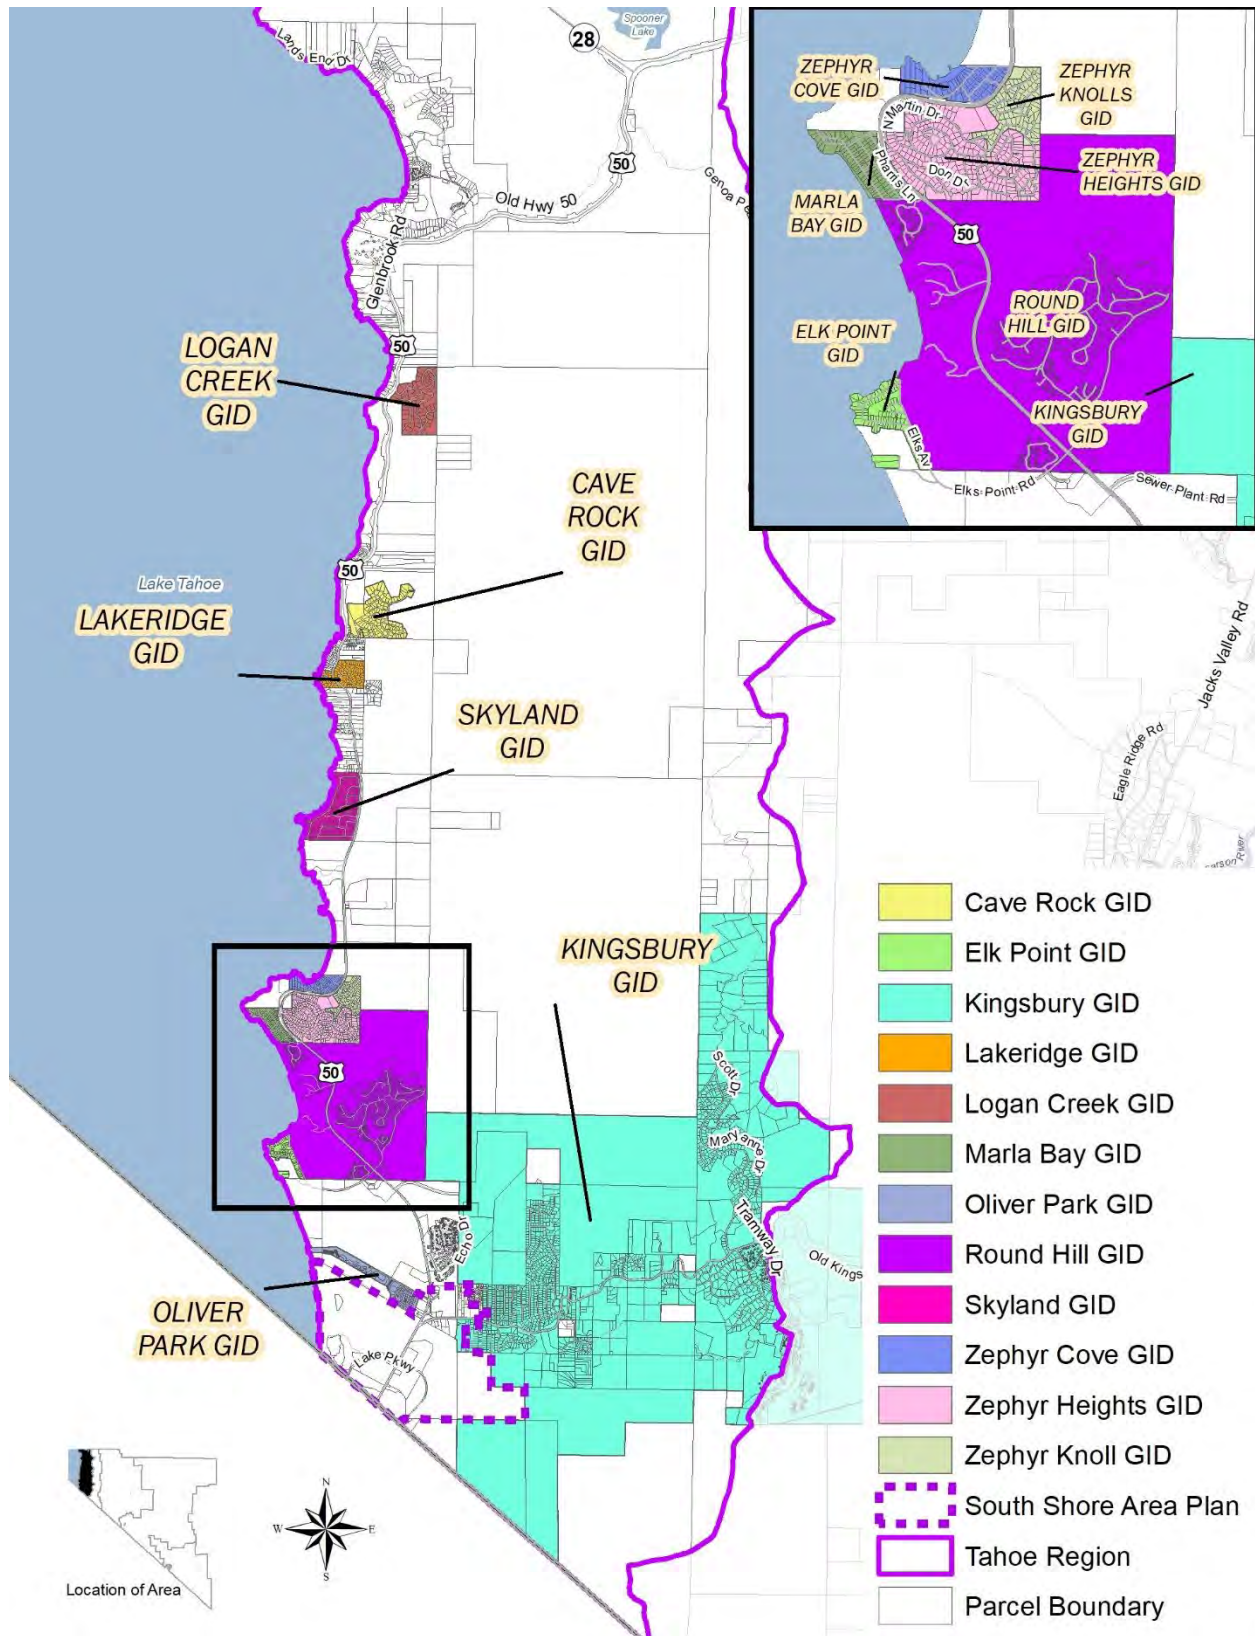 Lands End Dr
Spooner
Lake
28
50
Old Hwy 50
Glenbrook Rd
50
LOGAN
CREEK
GID
CAVE
ROCK
GID
50
Lake Tahoe
LAKERIDGE
GID
SKYLAND
GID
ZEPHYR
COVE GID
ZEPHYR
KNOLLS
GID
N Martin Dr
ZEPHYR
HEIGHTS GID
Don Dr
Pharris Ln
MARLA
BAY GID
50
ROUND
HILL GID
ELK POINT
GID
KINGSBURY
GID
Elks Av
Elks Point Rd
Sewer Plant Rd
Jacks Valley Rd
Eagle Ridge Rd
River
KINGSBURY
GID
50
Scott Dr
Mary anne Dr
Tramway Dr
Old Kings
Echo Dr
OLIVER
PARK GID
Lake Pkwy
Cave Rock GID
Elk Point GID
Kingsbury GID
Lakeridge GID
Logan Creek GID
Marla Bay GID
Oliver Park GID
Round Hill GID
Skyland GID
Zephyr Cove GID
Zephyr Heights GID
Zephyr Knoll GID
South Shore Area Plan
Tahoe Region
Parcel Boundary
Location of Area
N
W
E
S